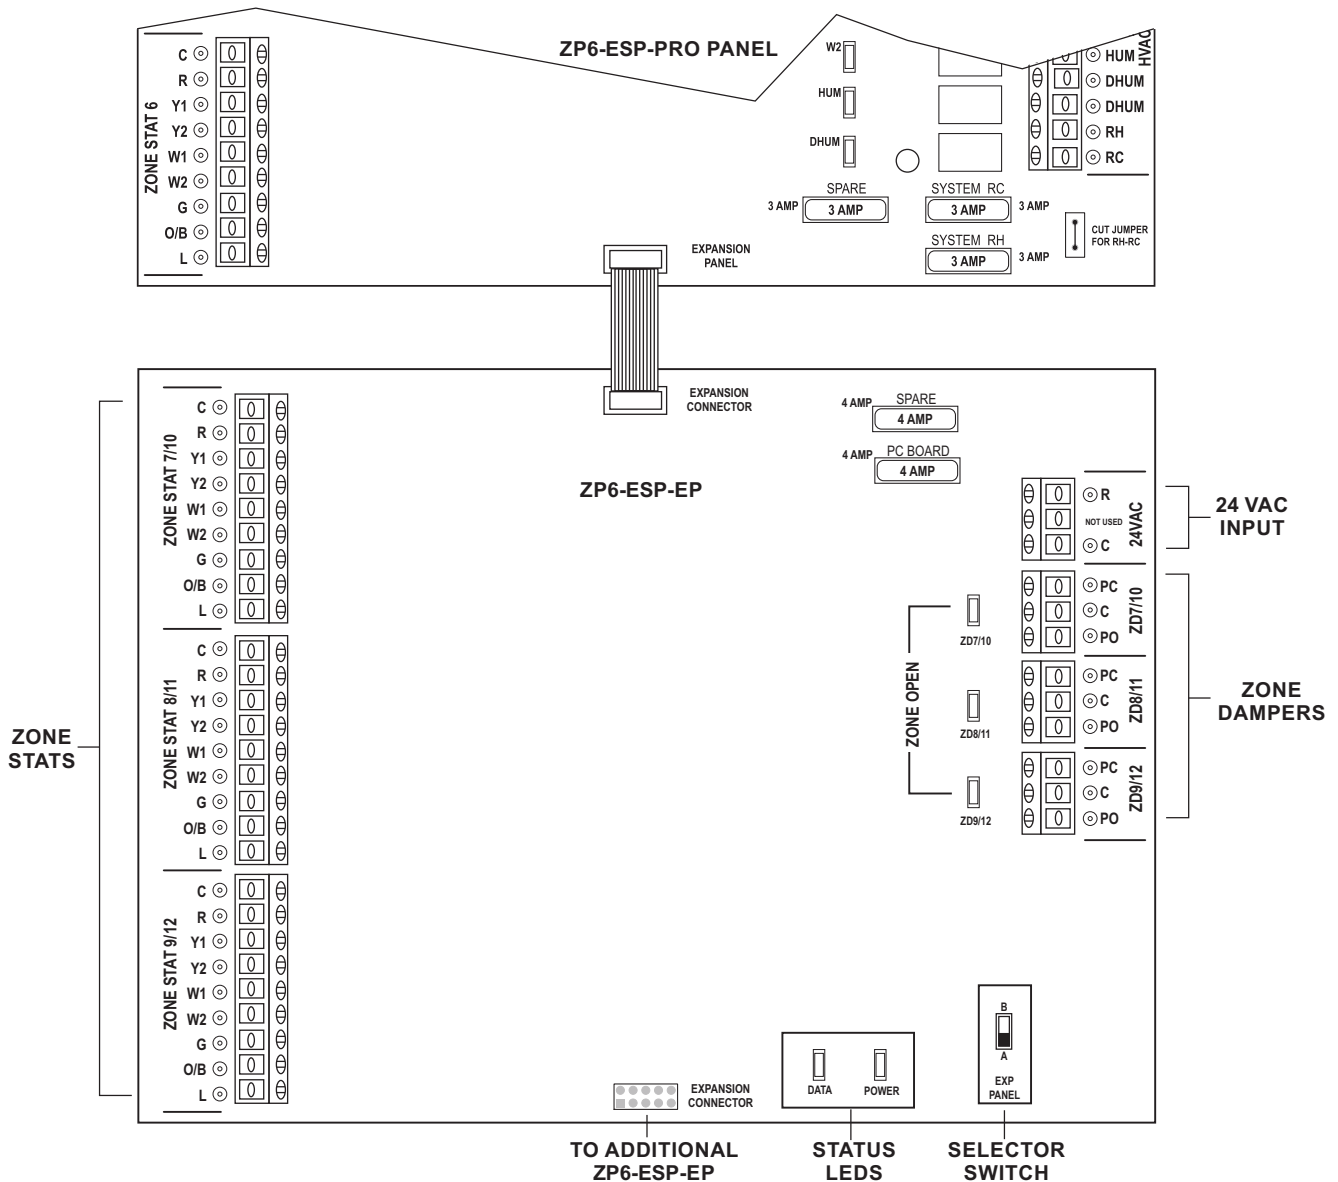 ZP6-ESP-PRO PANEL
ZONE STAT 6
C
R
Y1
Y2
W1
W2
G
O/B
L
W2
HUM
DHUM
HVAC
HUM
DHUM
DHUM
RH
RC
SPARE
3 AMP
3 AMP
SYSTEM RC
3 AMP
3 AMP
SYSTEM RH
3 AMP
3 AMP
CUT JUMPER
FOR RH-RC
EXPANSION
PANEL
EXPANSION
CONNECTOR
ZP6-ESP-EP
4 AMP
SPARE
4 AMP
4 AMP
PC BOARD
4 AMP
ZONE
STATS
ZONE STAT 7/10
C
R
Y1
Y2
W1
W2
G
O/B
L
ZONE STAT 8/11
C
R
Y1
Y2
W1
W2
G
O/B
L
ZONE STAT 9/12
C
R
Y1
Y2
W1
W2
G
O/B
L
R
NOT USED
C
24VAC
24 VAC
INPUT
ZONE OPEN
ZD7/10
ZD8/11
ZD9/12
PC
C
PO
ZD7/10
PC
C
PO
ZD8/11
PC
C
PO
ZD9/12
ZONE
DAMPERS
EXPANSION
CONNECTOR
DATA
POWER
B
A
EXP
PANEL
TO ADDITIONAL
ZP6-ESP-EP
STATUS
LEDS
SELECTOR
SWITCH